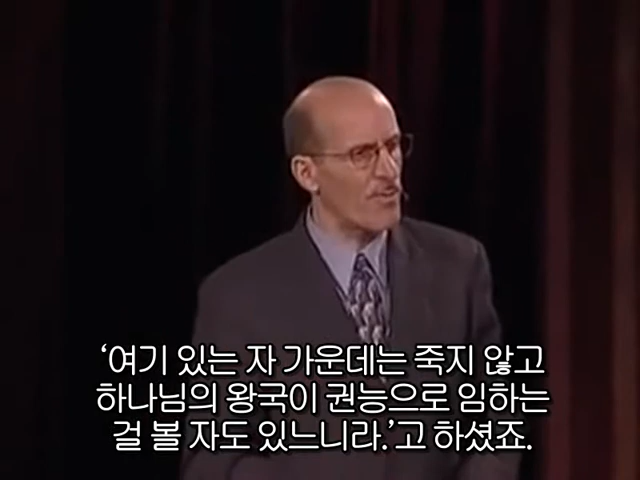 ‘여기 있는 자 가운데는 죽지 않고
하나님의 왕국이 권능으로 임하는
걸 볼 자도 있느니라.’고 하셨죠.